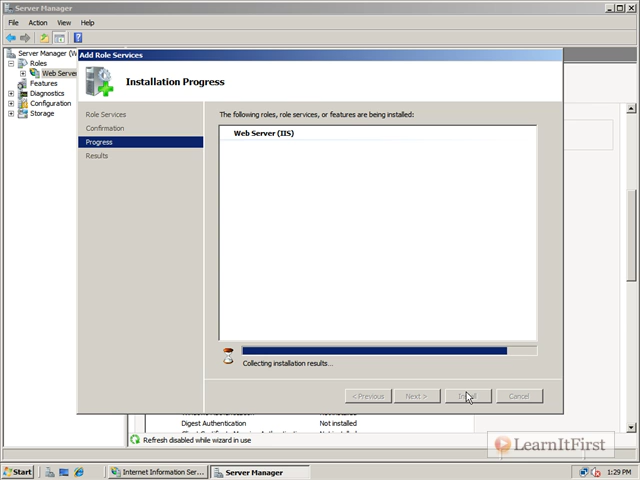 Server Manager
File Action View Help
Server Manager (W
Roles
Web Server
Features
Diagnostics
Configuration
Storage
Add Role Services
Installation Progress
Role Services
Confirmation
Progress
Results
The following roles, role services, or features are being installed:
Web Server (IIS)
Collecting installation results...
< Previous
Next >
Cancel
Digest Authentication Not installed
Refresh disabled while wizard in use
LearnItFirst
Start
Internet Information Ser...
Server Manager
1:29 PM